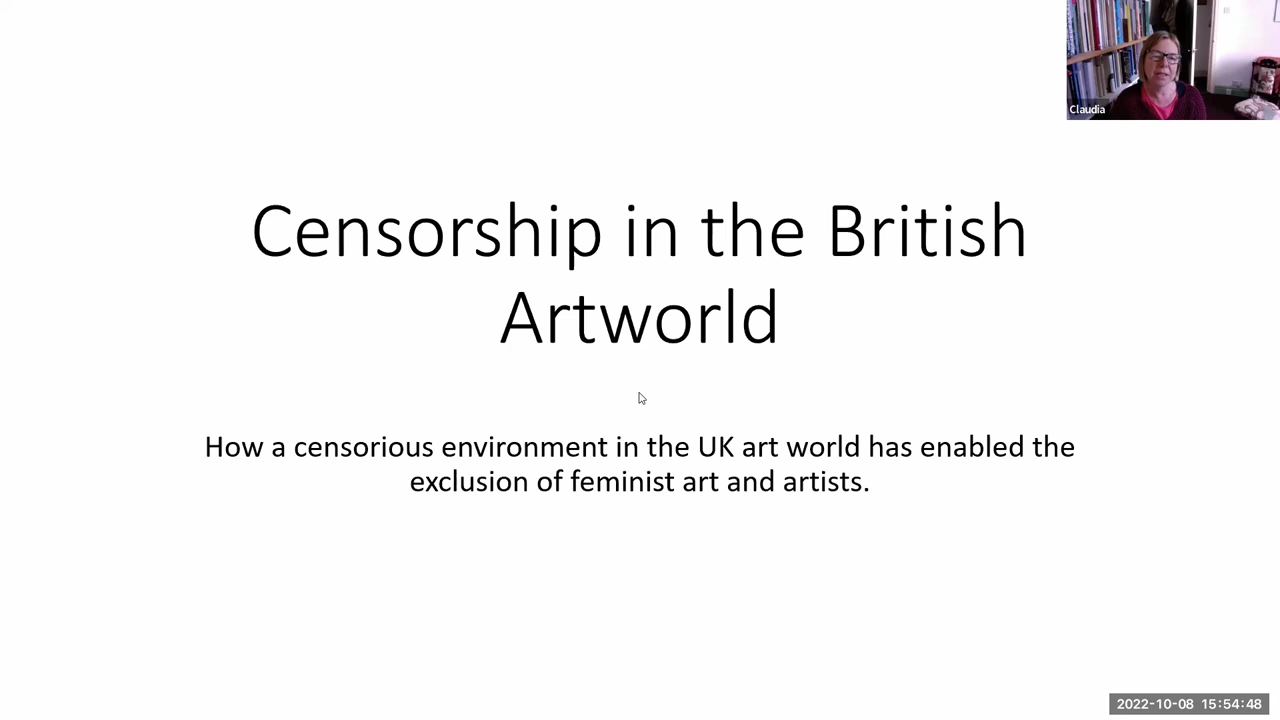 Claudia
Censorship in the British
Artworld
How a censorious environment in the UK art world has enabled the
exclusion of feminist art and artists.
2022-10-08 15:54:48